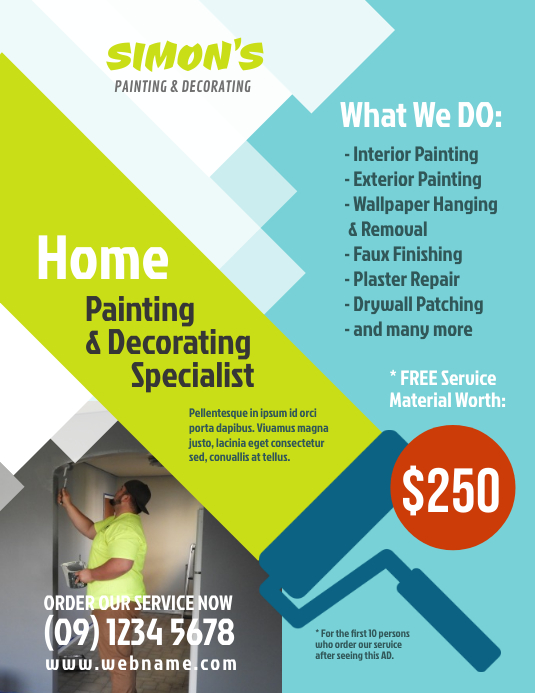 SIMON'S
PAINTING & DECORATING
What We DO:
- Interior Painting
- Exterior Painting
- Wallpaper Hanging
& Removal
- Faux Finishing
- Plaster Repair
- Drywall Patching
- and many more
Home
Painting
& Decorating
Specialist
Pellentesque in ipsum id orci
porta dapibus. Vivamus magna
justo, lacinia eget consectetur
sed, convallis at tellus.
* FREE Service
Material Worth:
$250
ORDER OUR SERVICE NOW
(09) 1234 5678
www.webname.com
* For the first 10 persons
who order our service
after seeing this AD.